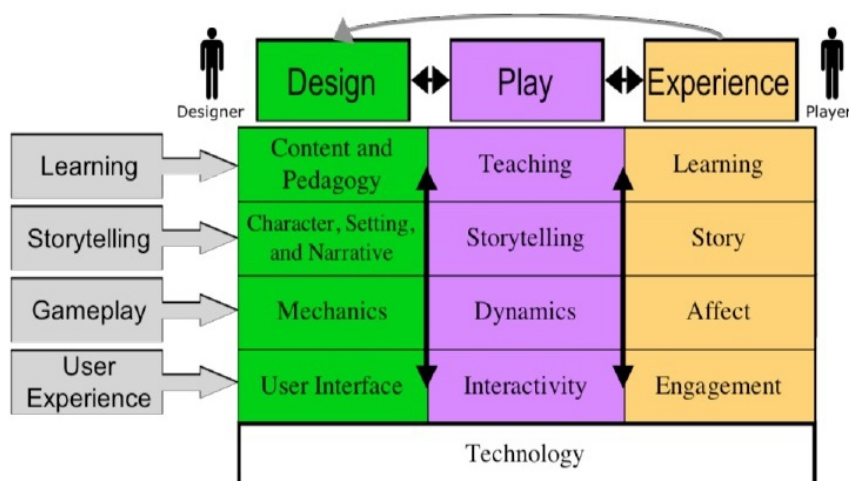 Design
Play
Experience
Designer
Player
Learning
Content and
Pedagogy
Teaching
Learning
Storytelling
Character, Setting,
and Narrative
Storytelling
Story
Gameplay
Mechanics
Dynamics
Affect
User
Experience
User Interface
Interactivity
Engagement
Technology